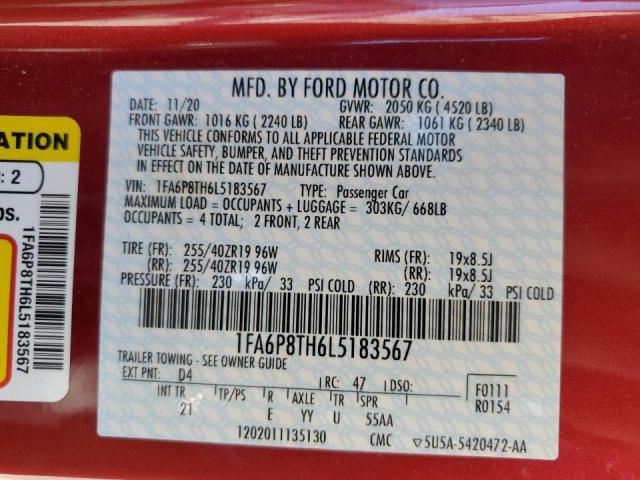 MFD. BY FORD MOTOR CO.
DATE: 11/20 GVWR: 2050 KG ( 4520 LB)
FRONT GAWR: 1016 KG ( 2240 LB) REAR GAWR: 1061 KG ( 2340 LB)
THIS VEHICLE CONFORMS TO ALL APPLICABLE FEDERAL MOTOR
VEHICLE SAFETY, BUMPER, AND THEFT PREVENTION STANDARDS
IN EFFECT ON THE DATE OF MANUFACTURE SHOWN ABOVE.
VIN: 1FA6P8TH6L5183567 TYPE: Passenger Car
MAXIMUM LOAD = OCCUPANTS + LUGGAGE = 303KG/ 668LB
OCCUPANTS = 4 TOTAL; 2 FRONT, 2 REAR
TIRE (FR): 255/40ZR19 96W RIMS (FR): 19x8.5J
(RR): 255/40ZR19 96W (RR): 19x8.5J
PRESSURE (FR): 230 kPa/ 33 PSI COLD (RR): 230 kPa/ 33 PSI COLD
1FA6P8TH6L5183567
TRAILER TOWING - SEE OWNER GUIDE
EXT PNT: D4 RC: 47 DSO:
INT TR TP/PS R AXLE TR SPR
21 E YY U 55AA
F0111
R0154
1202011135130 CMC 5U5A-5420472-AA
ATION
: 2
os.
1FA6P8TH6L5183567